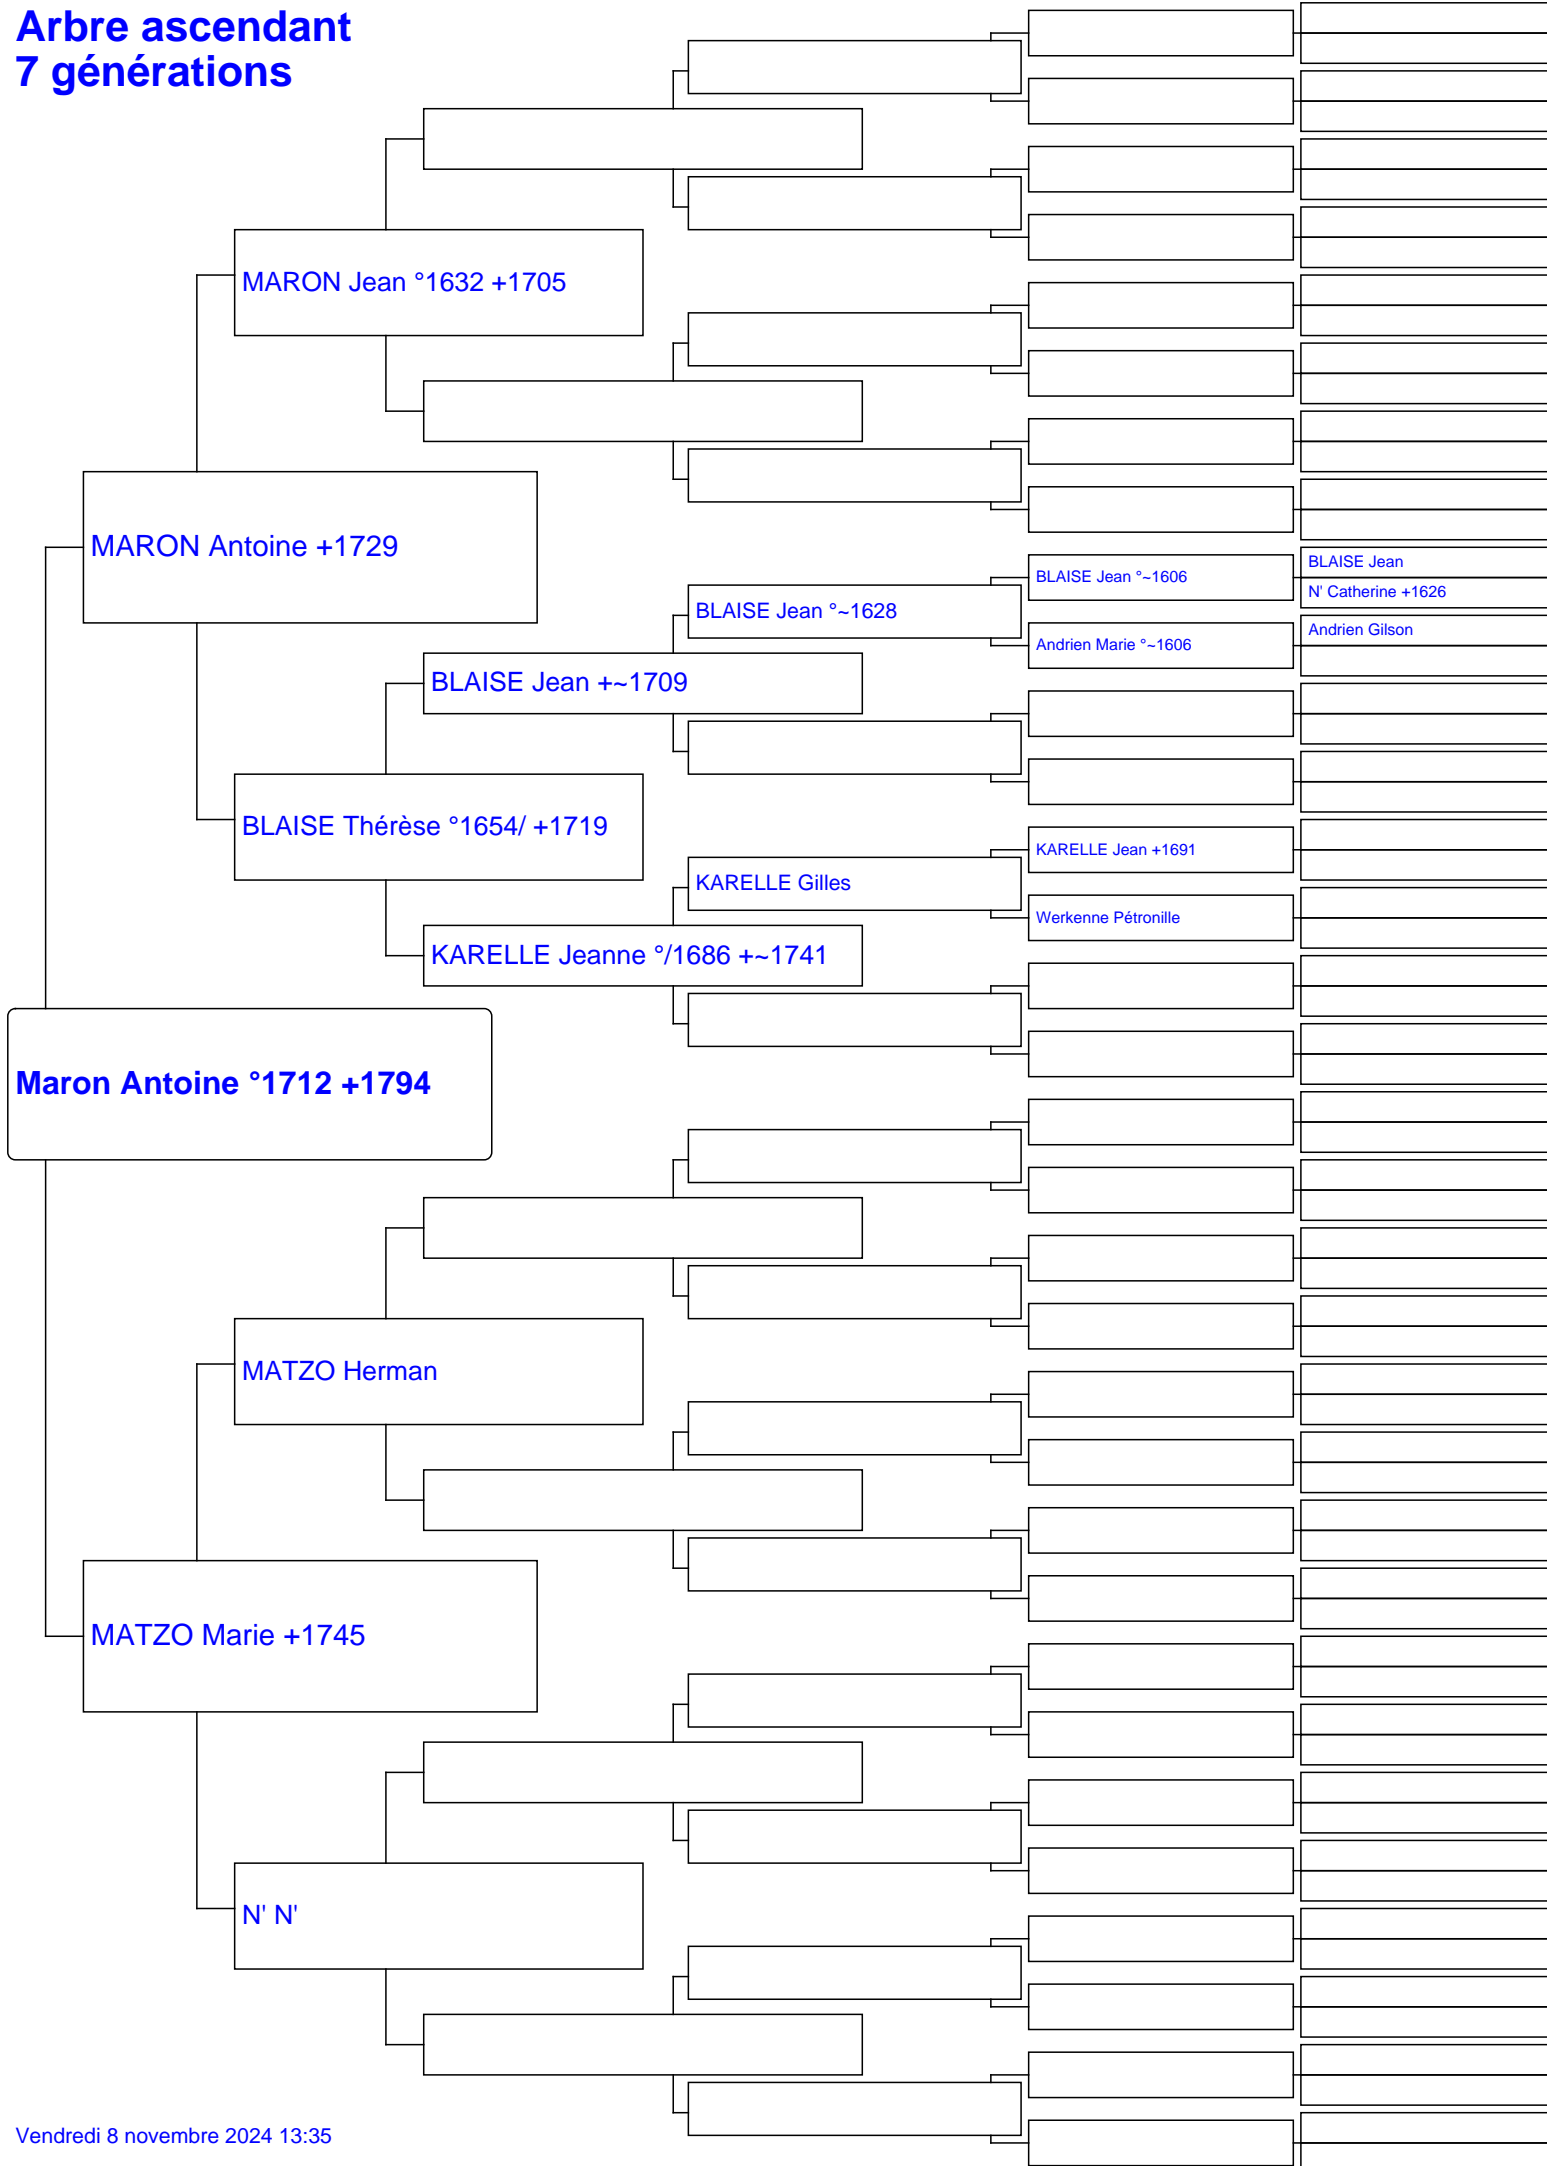 Arbre ascendant
7 générations
MARON Jean °1632 +1705
MARON Antoine +1729
BLAISE Jean
BLAISE Jean °~1606
N' Catherine +1626
BLAISE Jean °~1628
Andrien Gilson
Andrien Marie °~1606
BLAISE Jean +~1709
BLAISE Thérèse °1654/ +1719
KARELLE Jean +1691
KARELLE Gilles
Werkenne Pétronille
KARELLE Jeanne °/1686 +~1741
Maron Antoine °1712 +1794
MATZO Herman
MATZO Marie +1745
N' N'
Vendredi 8 novembre 2024 13:35